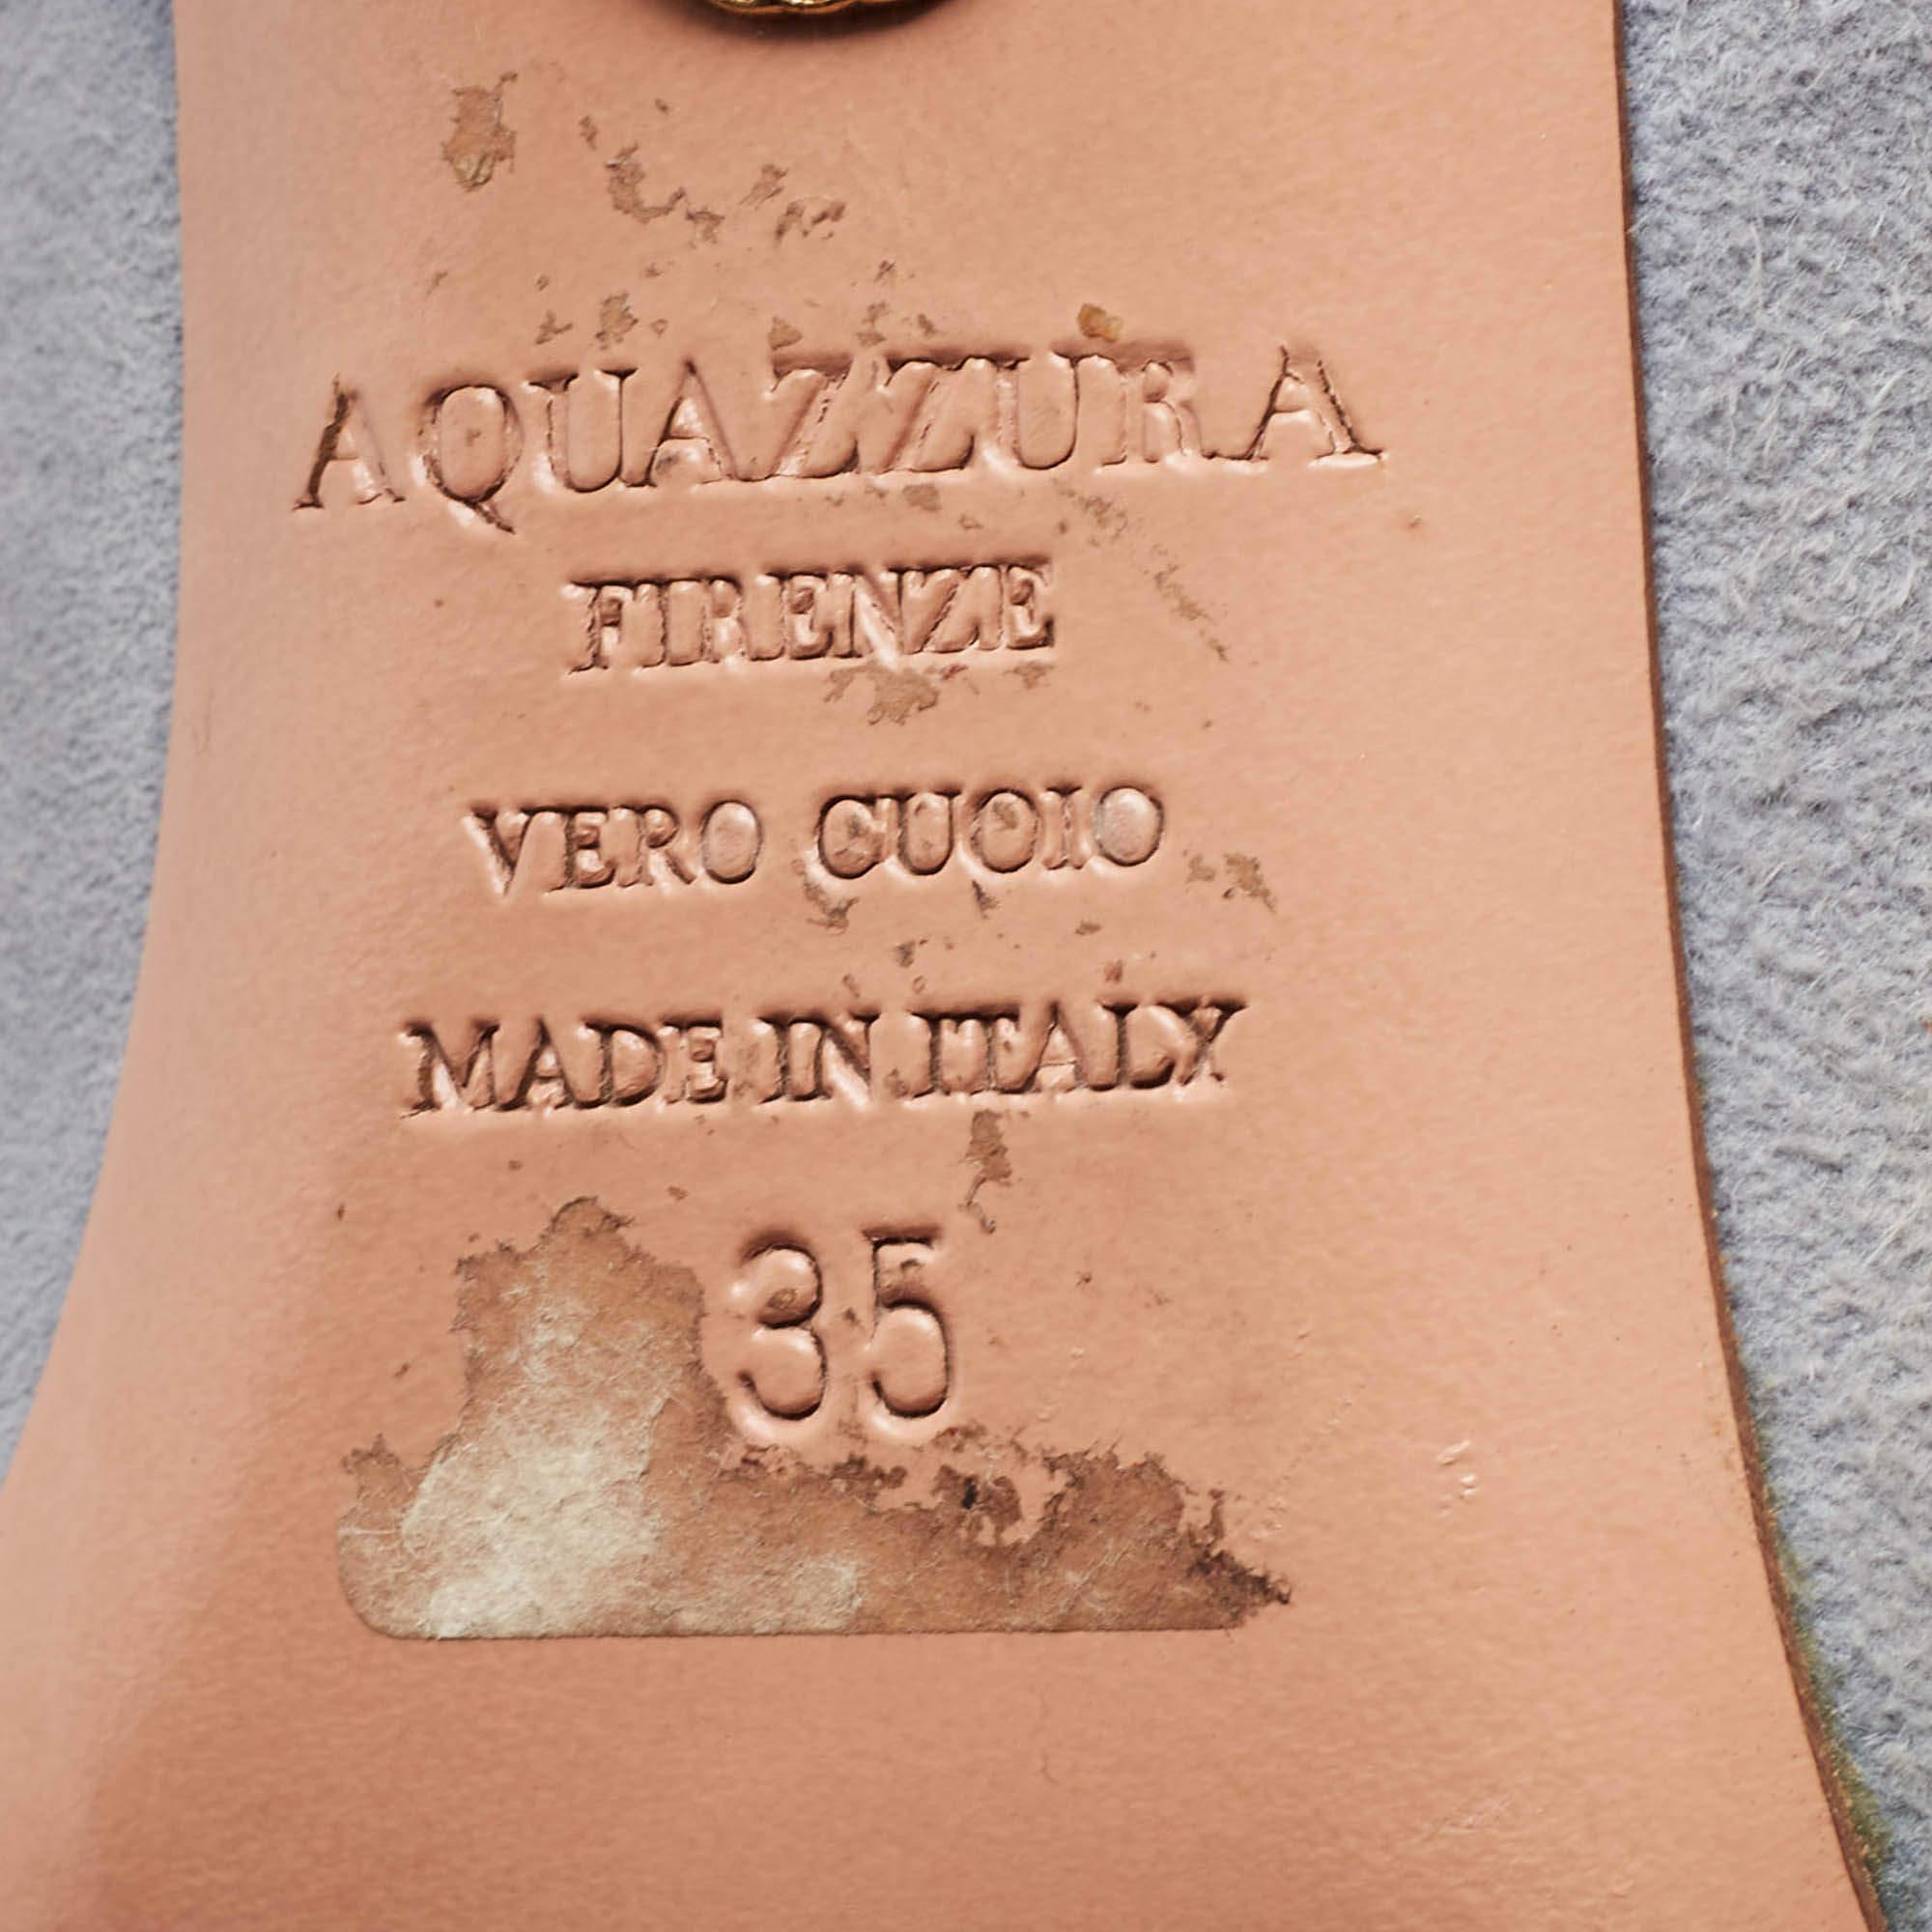 AQUAZZURA
FIRENZE
VERO CUOIO
MADE IN ITALY
35